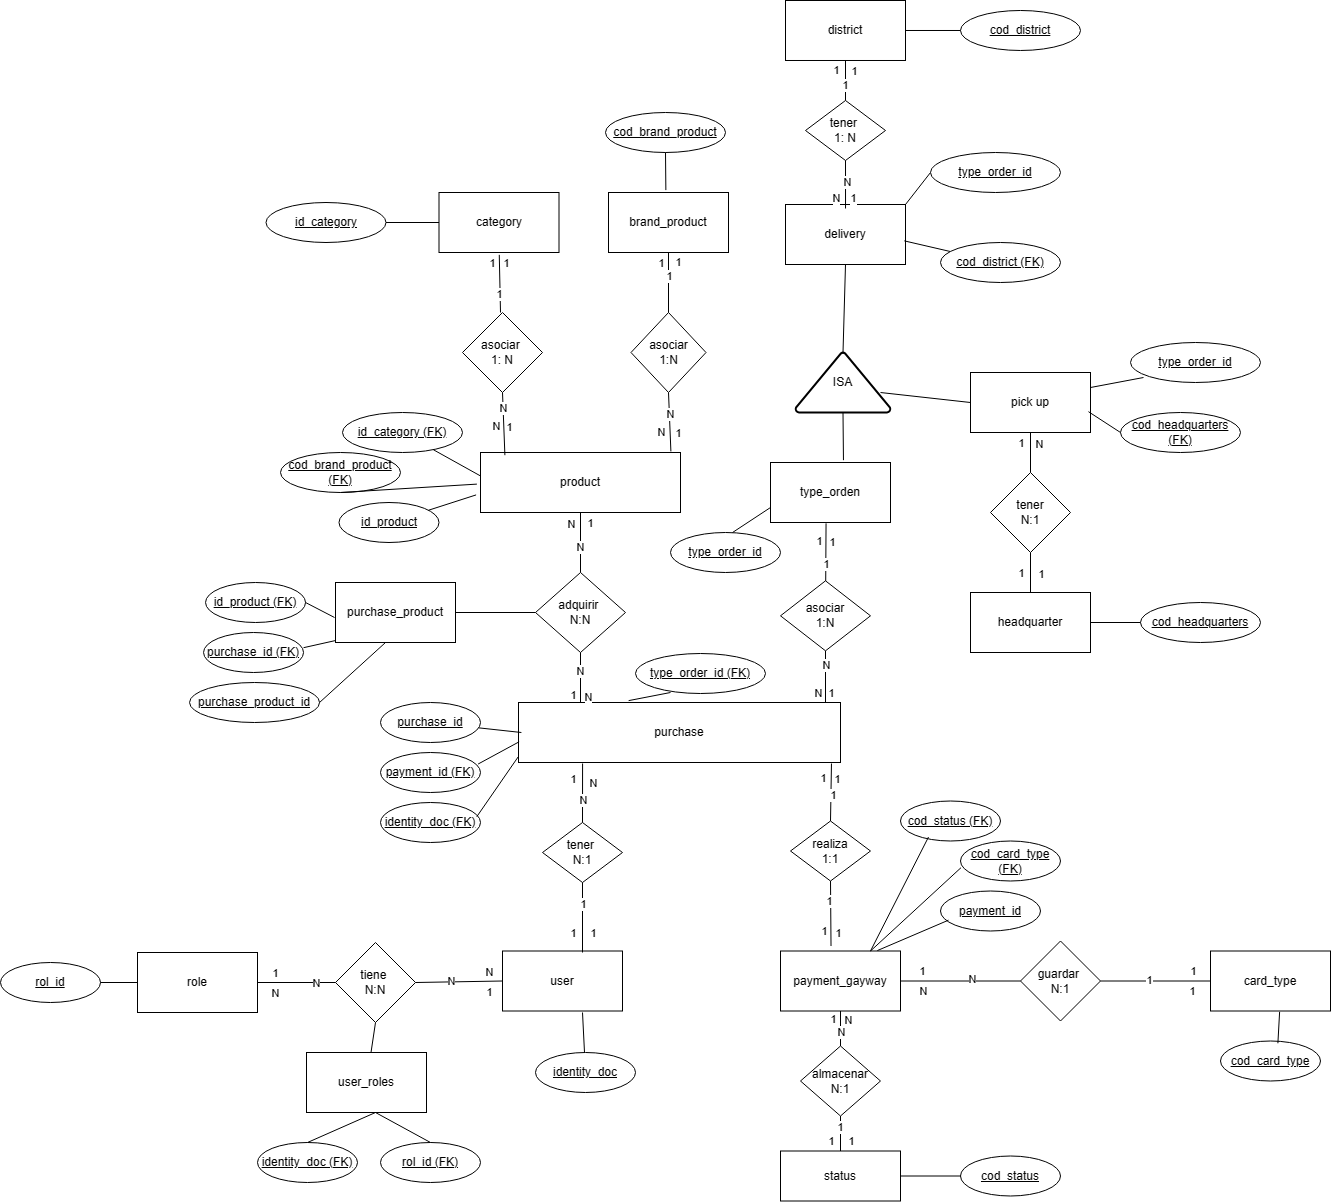 district
cod_district
1 1
1
tener
1: N
N
N 1
type_order_id
delivery
cod_district (FK)
cod_brand_product
id_category
category
brand_product
1 1
1
1 1
1
asociar
1: N
asociar
1:N
N
N 1
N
N 1
ISA
type_order_id
pick up
cod_headquarters
(FK)
1 N
tener
N:1
1 1
headquarter
cod_headquarters
id_category (FK)
cod_brand_product
(FK)
id_product
product
type_orden
type_order_id
N 1
N
1 1
1
purchase_product
id_product (FK)
purchase_id (FK)
purchase_product_id
adquirir
N:N
asociar
1:N
N
1 N
N
N 1
type_order_id (FK)
purchase_id
payment_id (FK)
identity_doc (FK)
purchase
1 N
N
1 1
1
tener
N:1
realiza
1:1
cod_status (FK)
cod_card_type
(FK)
payment_id
1
1 1
1
1 1
rol_id
role
1
N
N
tiene
N:N
N
N
1
user
payment_gayway
1
N
N
guardar
N:1
1
1
1
card_type
cod_card_type
identity_doc
user_roles
identity_doc (FK)
rol_id (FK)
1 N
N
almacenar
N:1
1
1 1
status
cod_status